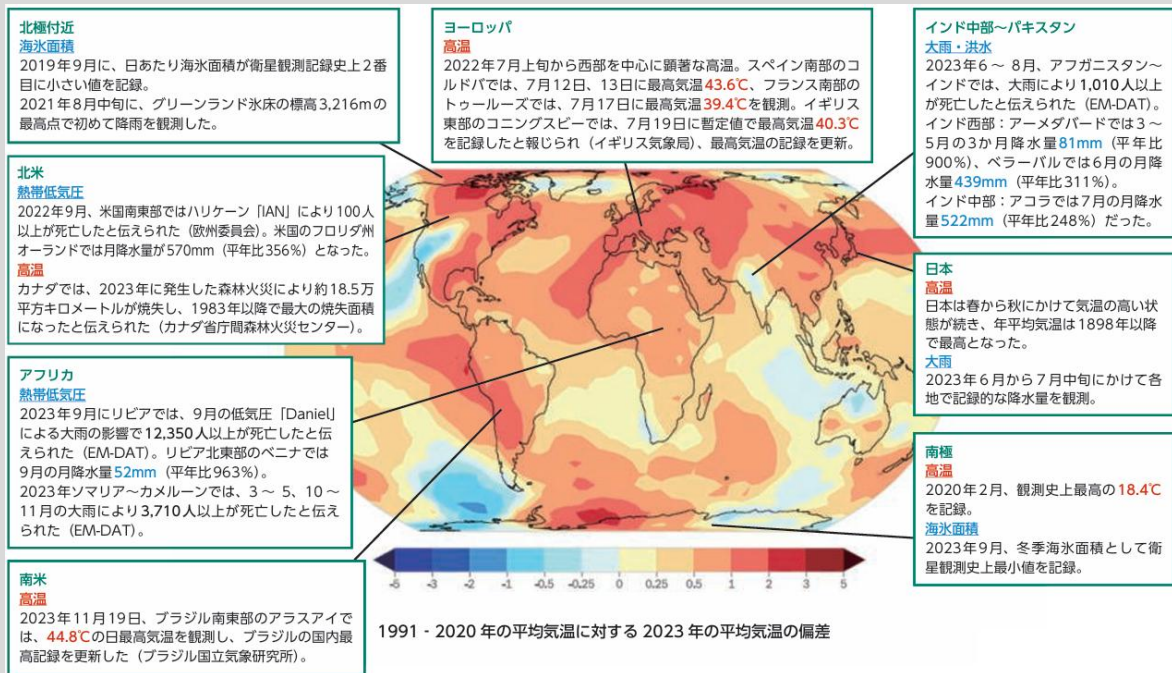 北極付近
海氷面積
2019年9月に、日あたり海氷面積が衛星観測記録史上2番
目に小さい値を記録。
2021年8月中旬に、グリーンランド氷床の標高3,216mの
最高点で初めて降雨を観測した。
ヨーロッパ
高温
2022年7月上旬から西部を中心に顕著な高温。スペイン南部のコ
ルドバでは、7月12日、13日に最高気温43.6℃、フランス南部の
トゥールーズでは、7月17日に最高気温39.4℃を観測。イギリス
東部のコニングスビーでは、7月19日に暫定値で最高気温40.3℃
を記録したと報じられ（イギリス気象局）、最高気温の記録を更新。
インド中部～パキスタン
大雨・洪水
2023年6～ 8月、アフガニスタン～
インドでは、大雨により1,010人以上
が死亡したと伝えられた（EM-DAT）。
インド西部：アーメダバードでは3～
5月の3か月降水量81mm（平年比
900%）、ベラーバルでは6月の月降
水量439mm（平年比311%）。
インド中部：アコラでは7月の月降水
量522mm（平年比248%）だった。
北米
熱帯低気圧
2022年9月、米国南東部ではハリケーン「IAN」により100人
以上が死亡したと伝えられた（欧州委員会）。米国のフロリダ州
オーランドでは月降水量が570mm（平年比356%）となった。
高温
カナダでは、2023年に発生した森林火災により約18.5万
平方キロメートルが焼失し、1983年以降で最大の焼失面積
になったと伝えられた（カナダ省庁間森林火災センター）。
日本
高温
日本は春から秋にかけて気温の高い状
態が続き、年平均気温は1898年以降
で最高となった。
大雨
2023年6月から7月中旬にかけて各
地で記録的な降水量を観測。
アフリカ
熱帯低気圧
2023年9月にリビアでは、9月の低気圧「Daniel」
による大雨の影響で12,350人以上が死亡したと伝
えられた（EM-DAT）。リビア北東部のベニナでは
9月の月降水量52mm（平年比963%）。
2023年ソマリア～カメルーンでは、3～ 5、10～
11月の大雨により3,710人以上が死亡したと伝え
られた（EM-DAT）。
南極
高温
2020年2月、観測史上最高の18.4℃
を記録。
海氷面積
2023年9月、冬季海氷面積として衛
星観測史上最小値を記録。
南米
高温
2023年11月19日、ブラジル南東部のアラスアイで
は、44.8℃の日最高気温を観測し、ブラジルの国内最
高記録を更新した（ブラジル国立気象研究所）。
-5 -3 -2 -1 -0.5 -0.25 0 0.25 0.5 1 2 3 5
1991 - 2020 年の平均気温に対する 2023 年の平均気温の偏差